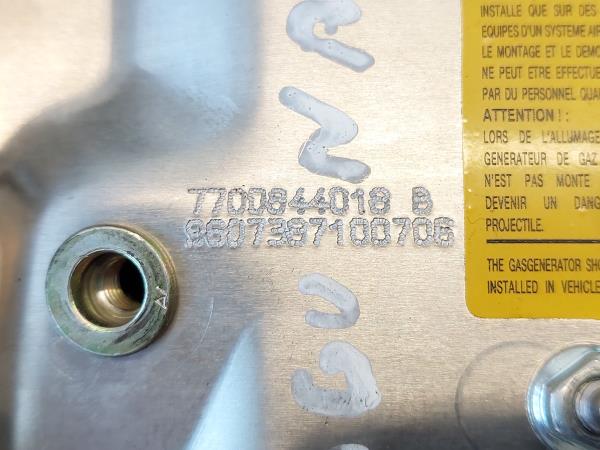 7700844018 B
8607387100706
INSTALLE QUE SUR DES
EQUIPES D'UN SYSTEME AIR
LE MONTAGE ET LE DEMO
NE PEUT ETRE EFFECTUE
PAR DU PERSONNEL QUA
ATTENTION ! :
LORS DE L'ALLUMAGE
GENERATEUR DE GAZ
N'EST PAS MONTE
DEVENIR UN DANG
PROJECTILE.
THE GASGENERATOR SHO
INSTALLED IN VEHICLE